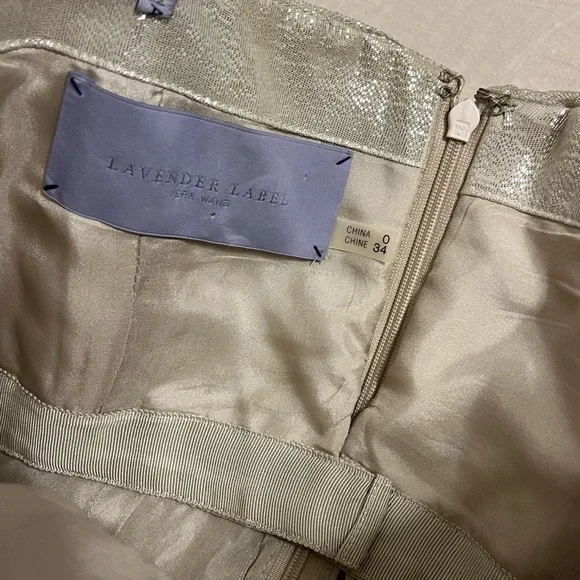 LAVENDER LABEL
VERA WANG
CHINA 0
CHINE 34